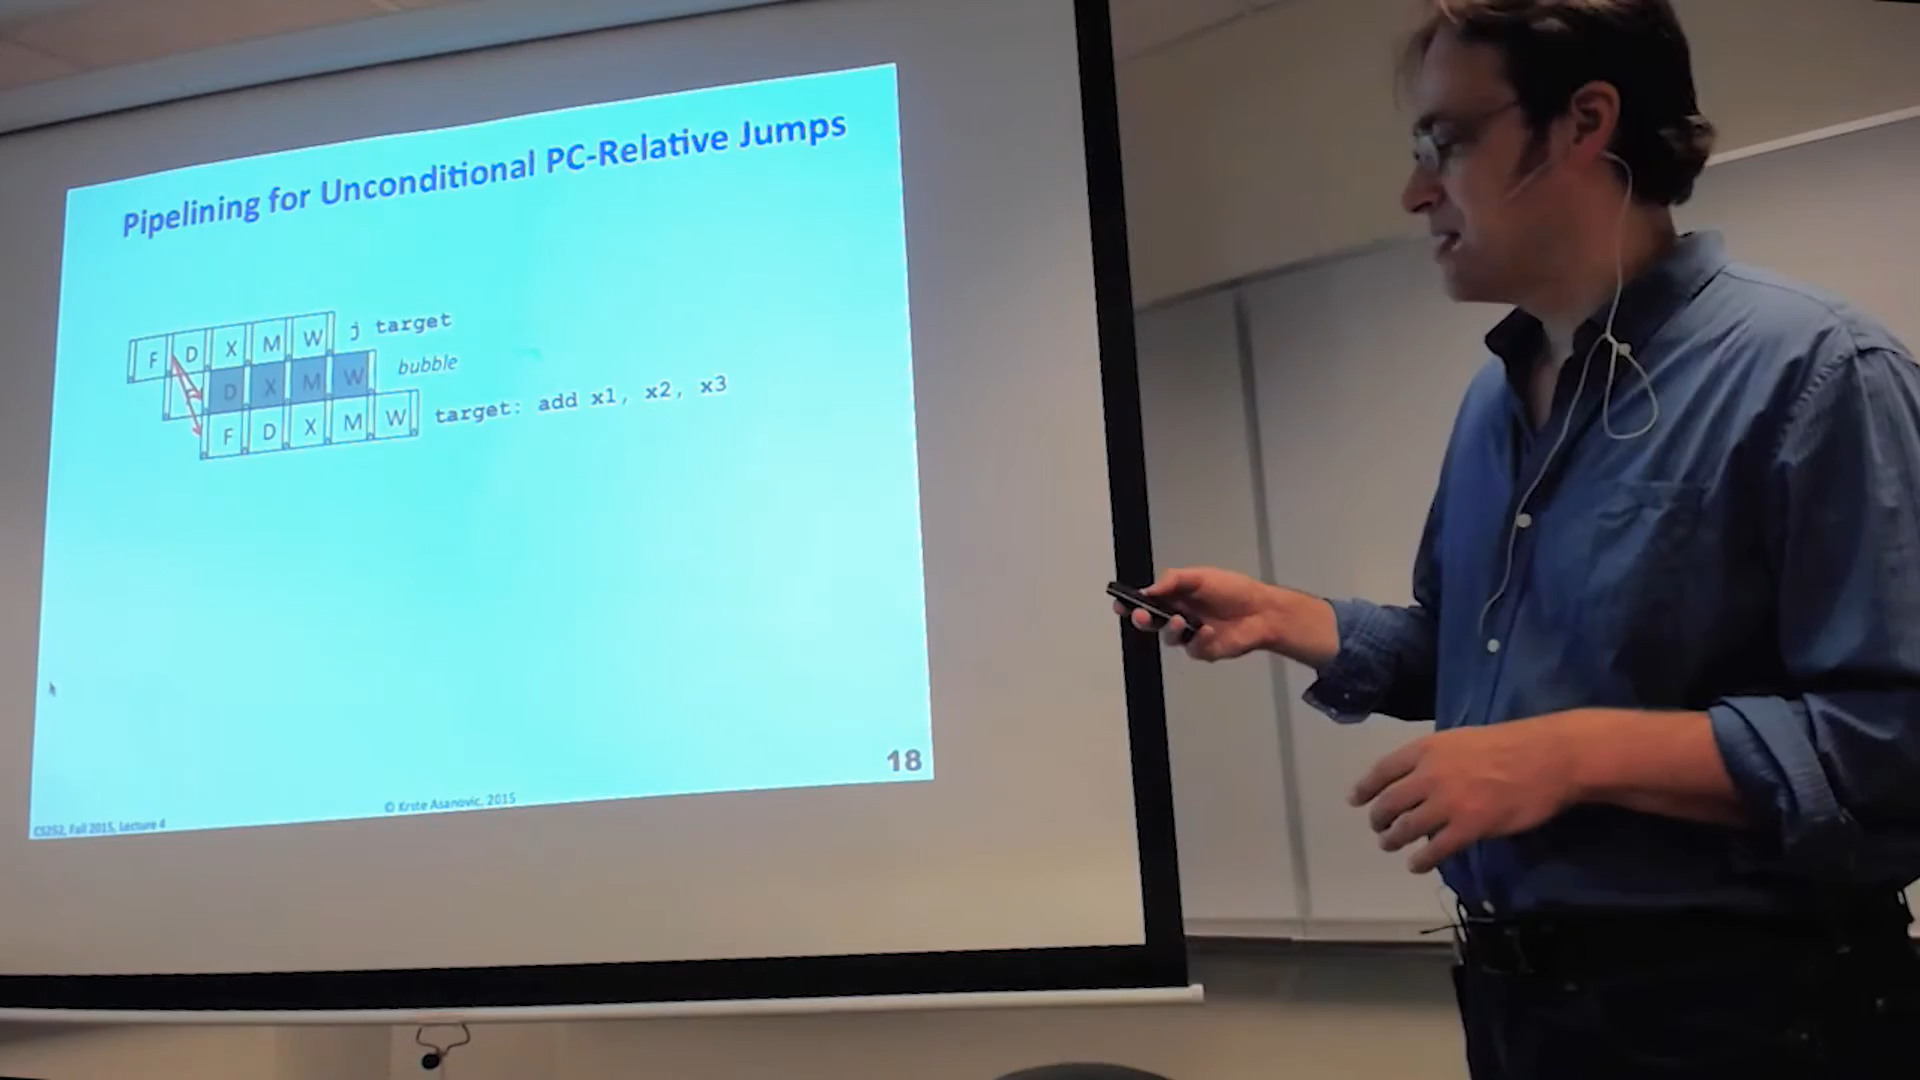 Pipelining for Unconditional PC-Relative Jumps
F D X M W j target
D X M W bubble
F D X M W target: add x1, x2, x3
18
© Krste Asanovic, 2015
CS252, Fall 2015, Lecture 4